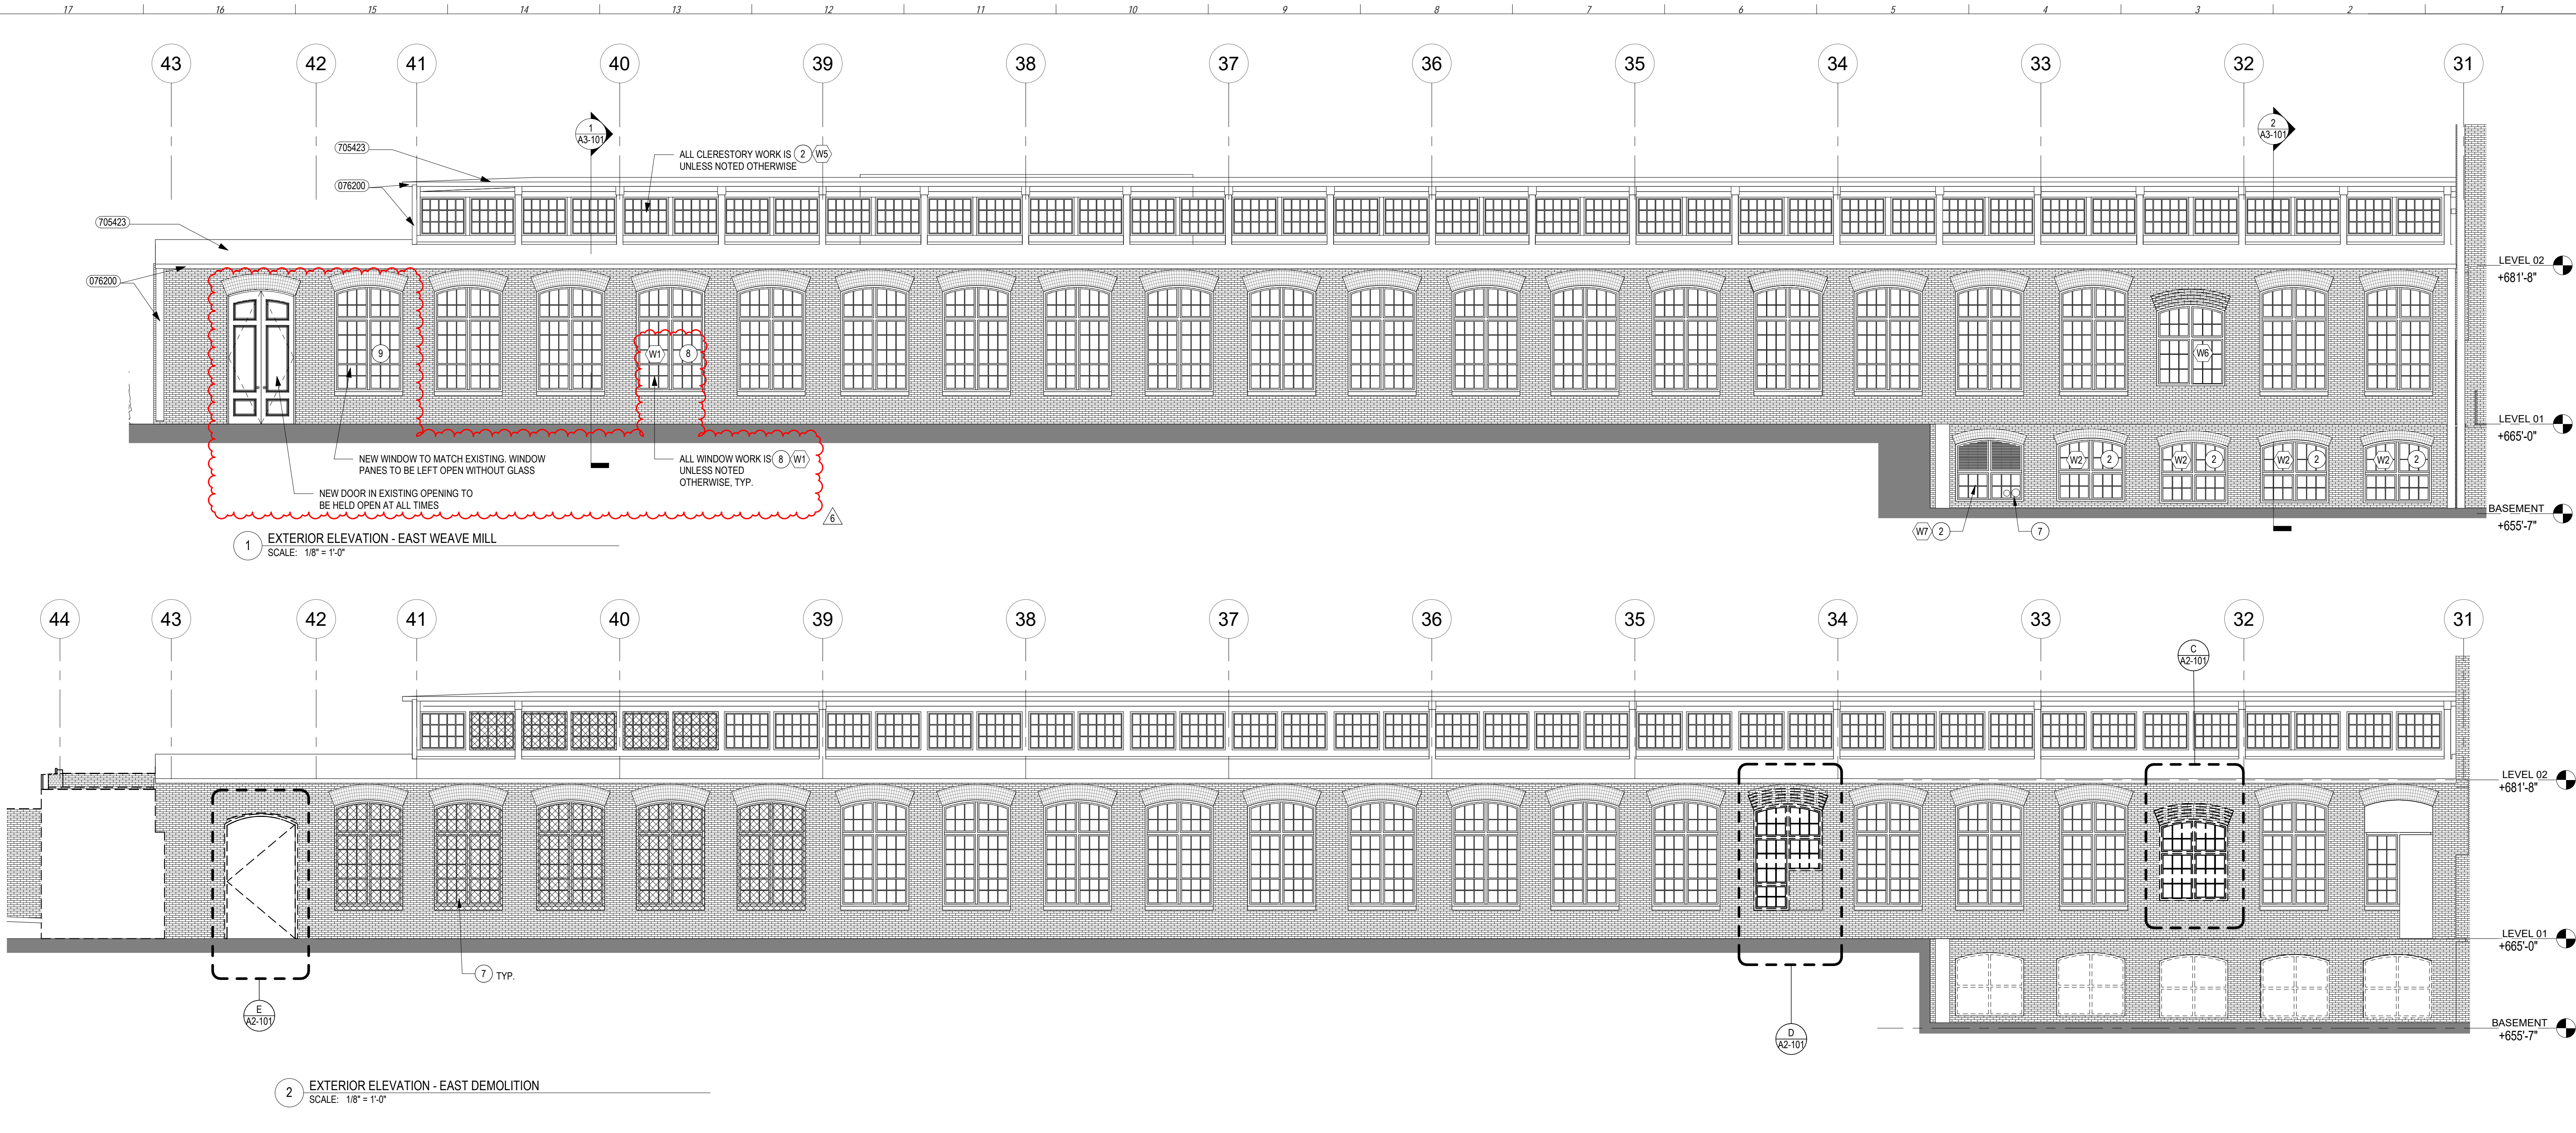 17 16 15 14 13 12 11 10 9 8 7 6 5 4 3 2 1
43 42 41 40 39 38 37 36 35 34 33 32 31
1
A3-101
2
A3-101
705423
ALL CLERESTORY WORK IS 2 W5
UNLESS NOTED OTHERWISE
076200
705423
LEVEL 02
+681'-8"
076200
9
W1 8
W6
LEVEL 01
+665'-0"
NEW WINDOW TO MATCH EXISTING. WINDOW
PANES TO BE LEFT OPEN WITHOUT GLASS
ALL WINDOW WORK IS 8 W1
UNLESS NOTED
OTHERWISE, TYP.
W2 2 W2 2 W2 2 W2 2
NEW DOOR IN EXISTING OPENING TO
BE HELD OPEN AT ALL TIMES
6
BASEMENT
+655'-7"
W7 2
7
1 EXTERIOR ELEVATION - EAST WEAVE MILL
SCALE: 1/8" = 1'-0"
44 43 42 41 40 39 38 37 36 35 34 33 32 31
C
A2-101
LEVEL 02
+681'-8"
LEVEL 01
+665'-0"
7 TYP.
E
A2-101
D
A2-101
BASEMENT
+655'-7"
2 EXTERIOR ELEVATION - EAST DEMOLITION
SCALE: 1/8" = 1'-0"